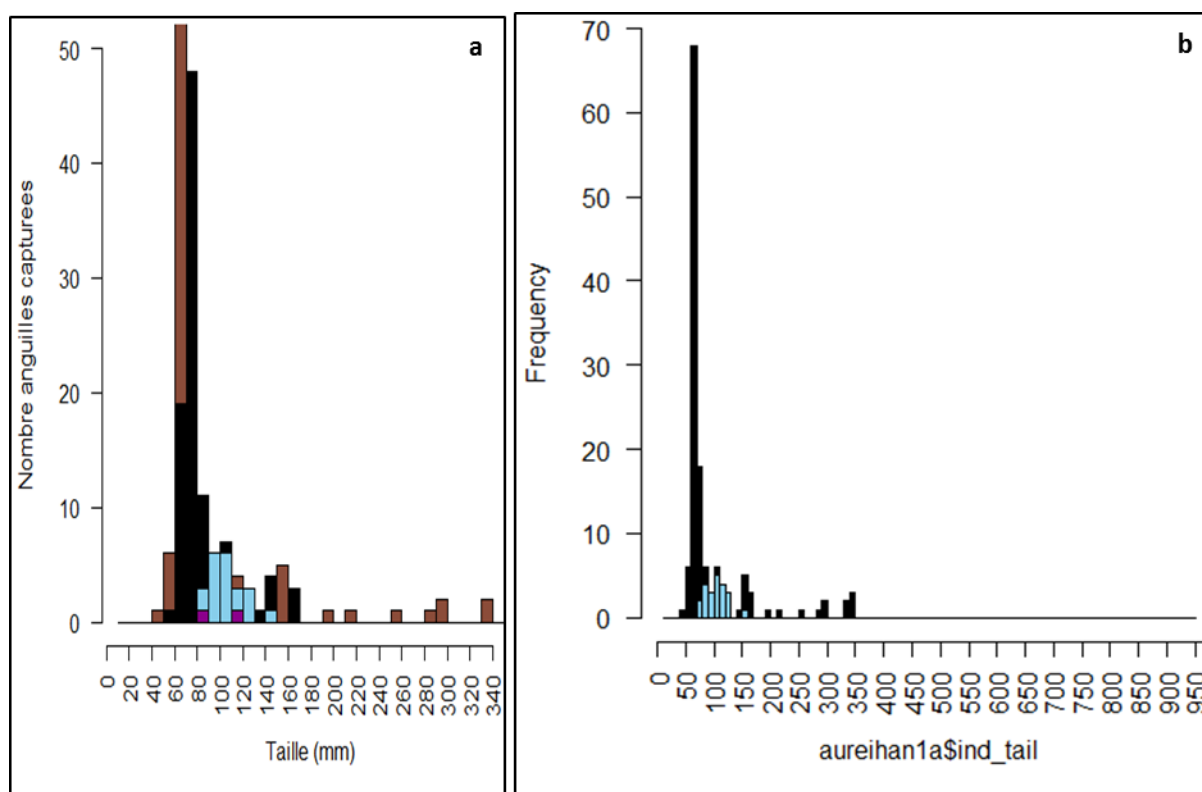 a
Nombre anguilles capturees
50
40
30
20
10
0
0 20 40 60 80 100 120 140 160 180 200 220 240 260 280 300 320 340
Taille (mm)
b
Frequency
70
60
50
40
30
20
10
0
0 50 100 150 200 250 300 350 400 450 500 550 600 650 700 750 800 850 900 950
aureihan1a$ind_tail